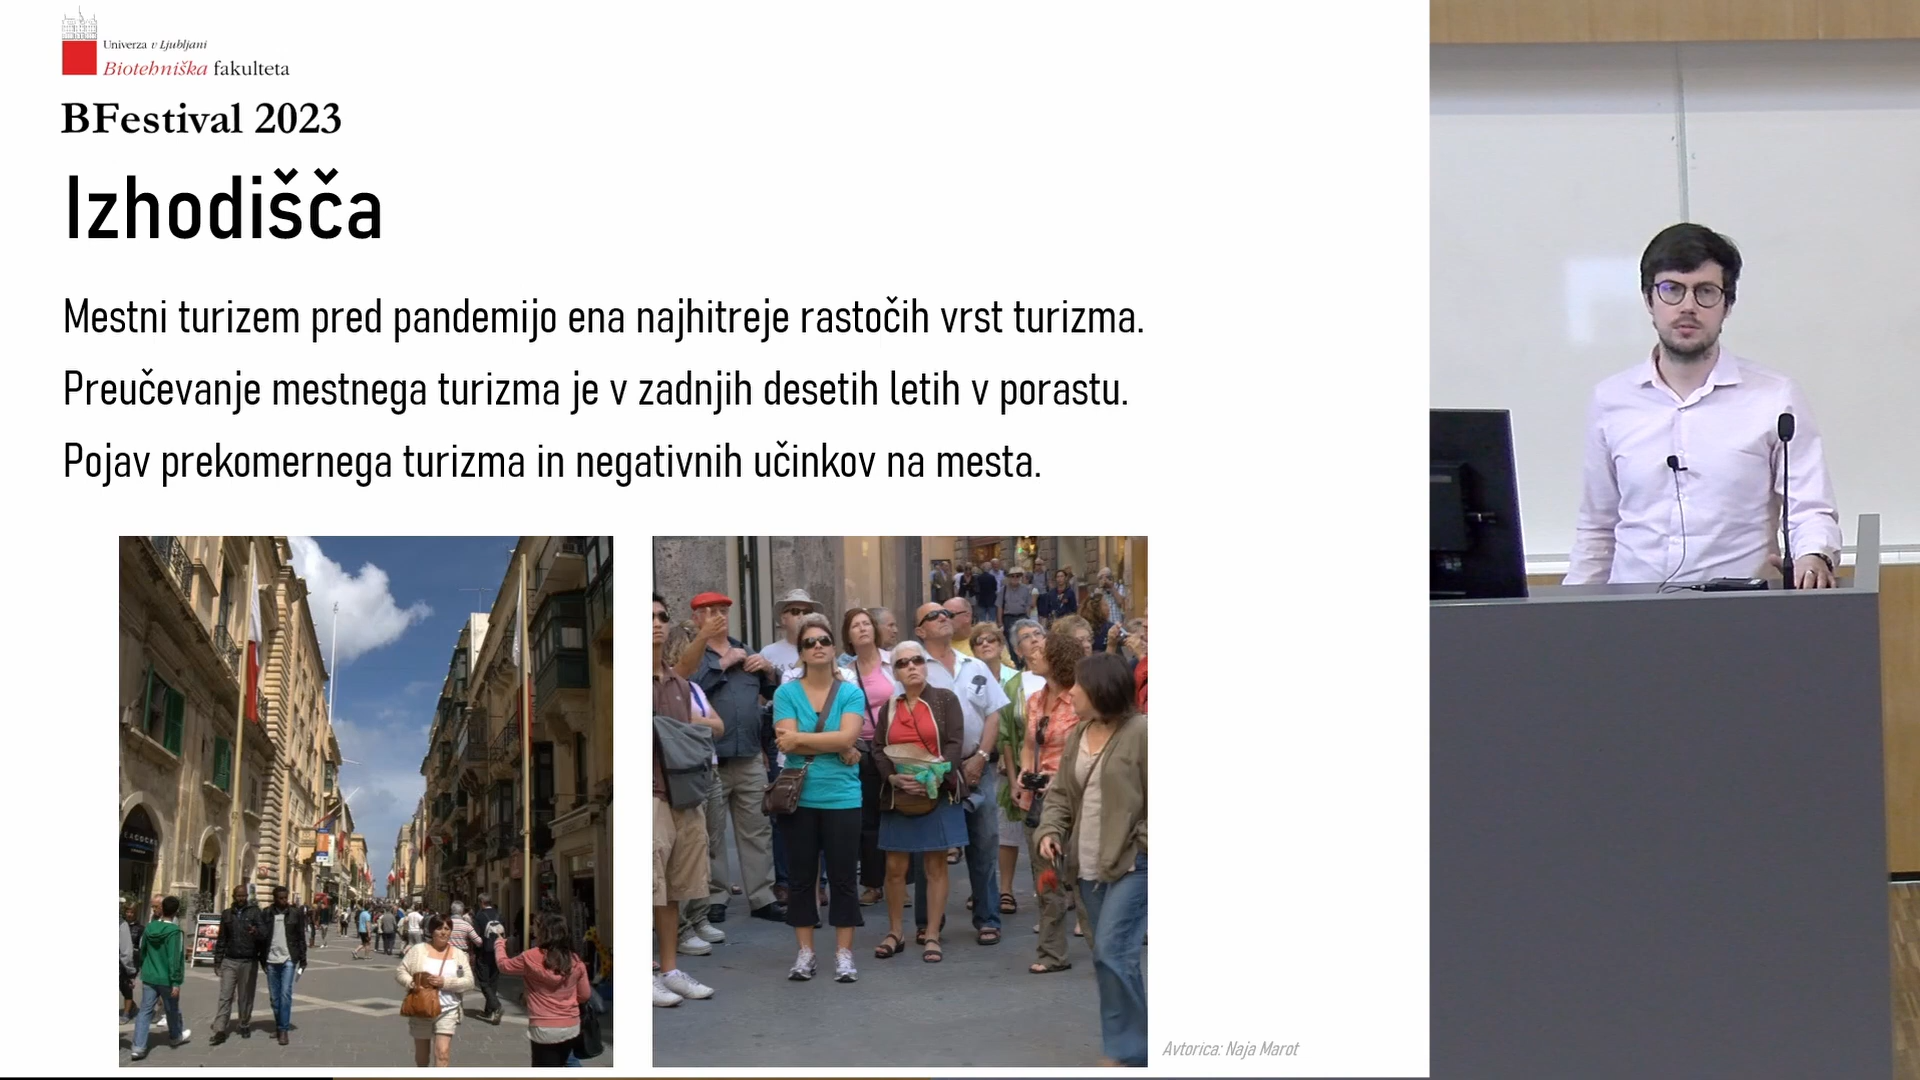 Univerza v Ljubljani
Biotehniška fakulteta
BFestival 2023
Izhodišča
Mestni turizem pred pandemijo ena najhitreje rastočih vrst turizma.
Preučevanje mestnega turizma je v zadnjih desetih letih v porastu.
Pojav prekomernega turizma in negativnih učinkov na mesta.
Avtorica: Naja Marot